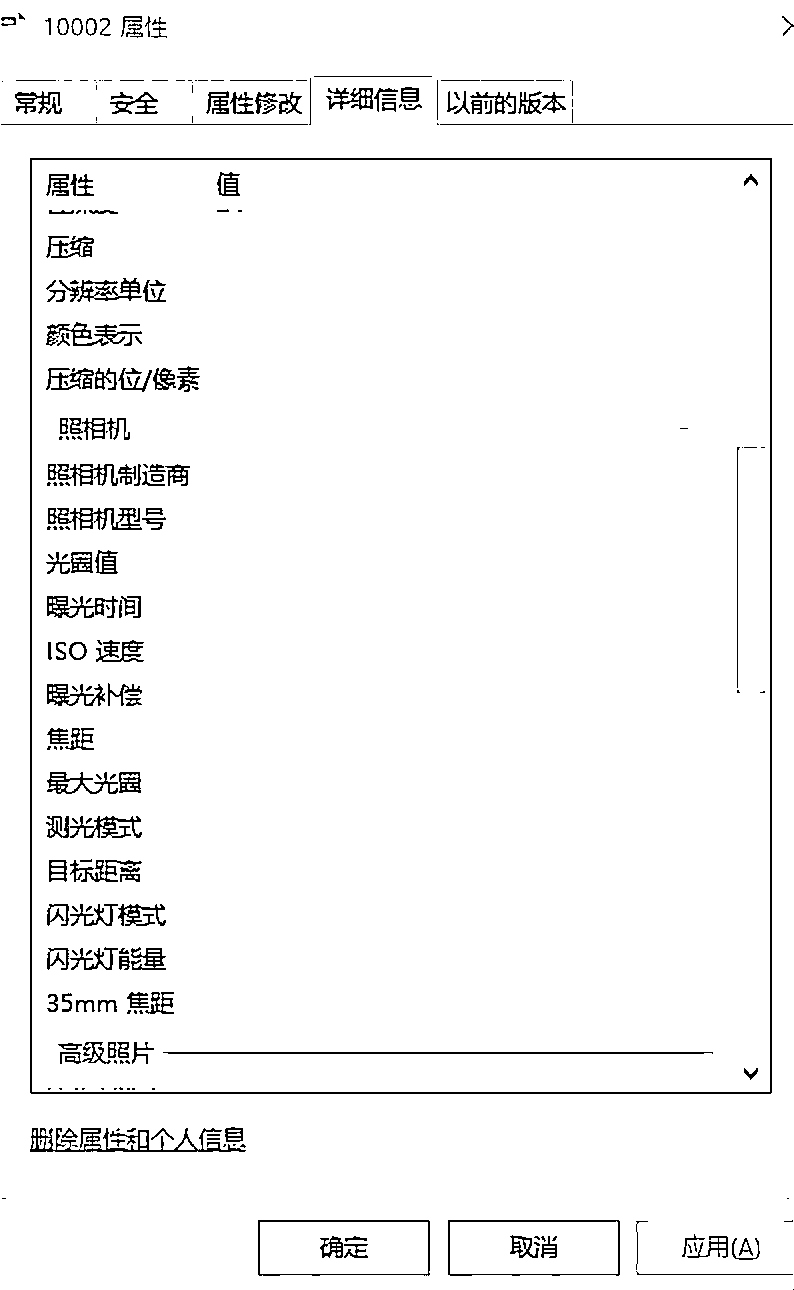 10002 属性
常规 安全 属性修改 详细信息 以前的版本
属性 值
压缩
分辨率单位
颜色表示
压缩的位/像素
照相机
照相机制造商
照相机型号
光圈值
曝光时间
ISO 速度
曝光补偿
焦距
最大光圈
测光模式
目标距离
闪光灯模式
闪光灯能量
35mm 焦距
高级照片
删除属性和个人信息
确定 取消 应用(A)